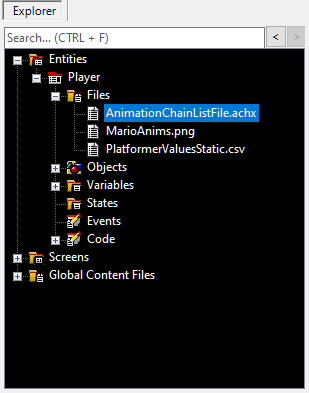 Explorer
Search... (CTRL + F)
< >
Entities
Player
Files
AnimationChainListFile.achx
MarioAnims.png
PlatformerValuesStatic.csv
Objects
Variables
States
Events
Code
Screens
Global Content Files